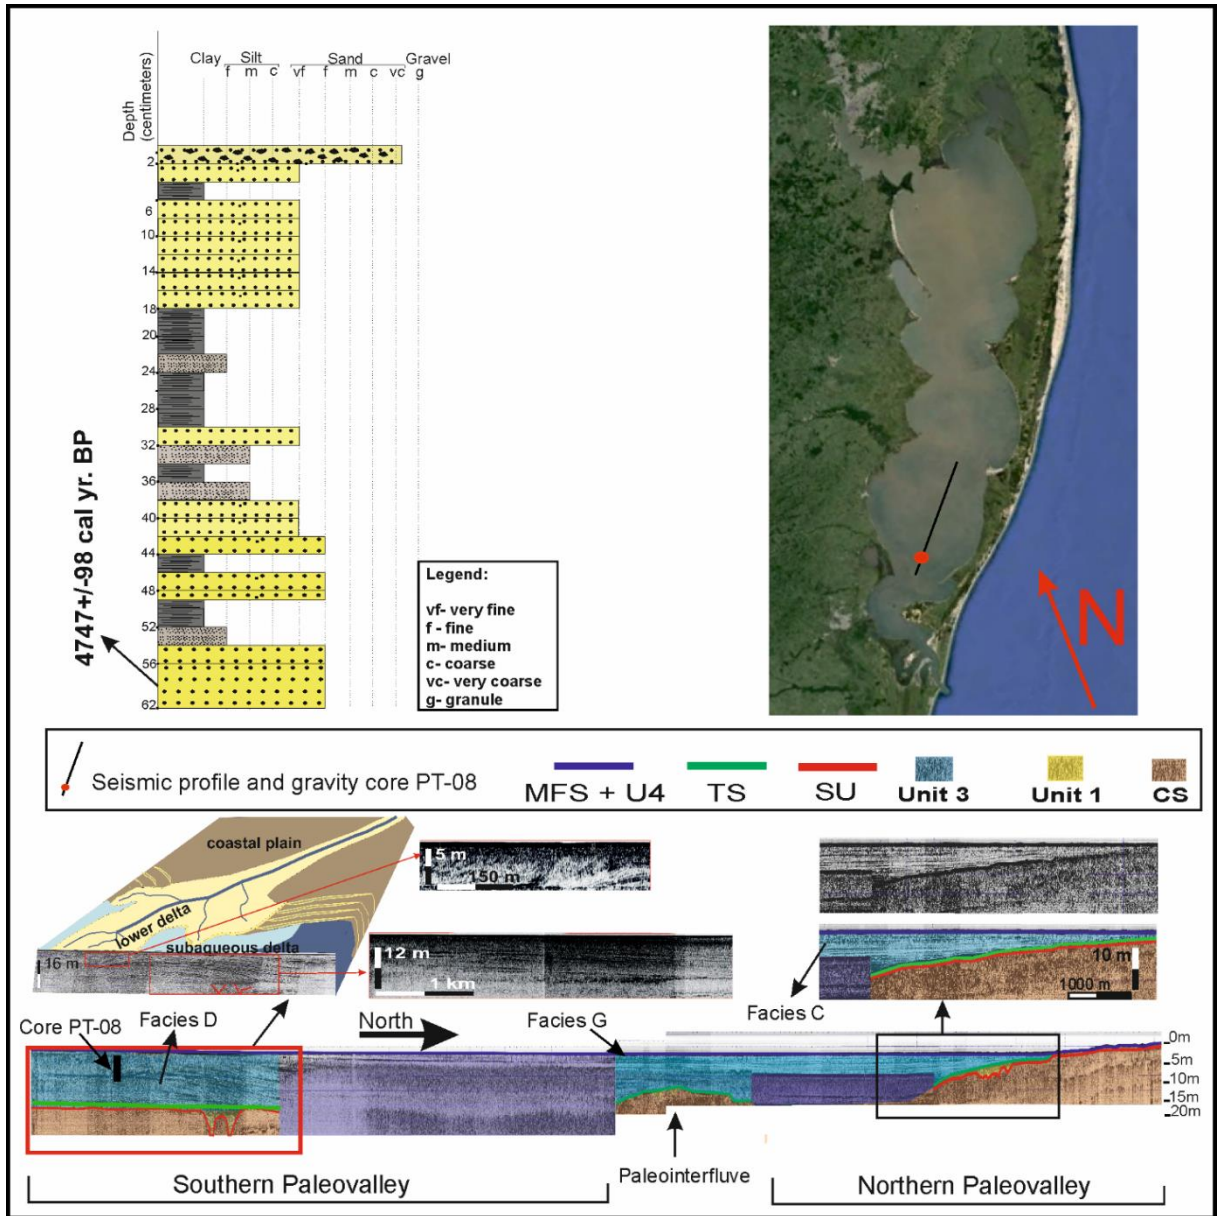 Clay
Silt
Sand
Gravel
f m c vf f m c vc g
Depth
(centimeters)
2
6
10
14
18
20
24
28
32
36
40
44
48
52
56
62
4747+/-98 cal yr. BP
Legend:
vf- very fine
f - fine
m- medium
c- coarse
vc- very coarse
g- granule
N
Seismic profile and gravity core PT-08
MFS + U4
TS
SU
Unit 3
Unit 1
CS
coastal plain
lower delta
subaqueous delta
16 m
5 m
150 m
12 m
1 km
10 m
1000 m
Core PT-08
Facies D
North
Facies G
Facies C
0m
5m
10m
15m
20m
Paleointerfluve
Southern Paleovalley
Northern Paleovalley